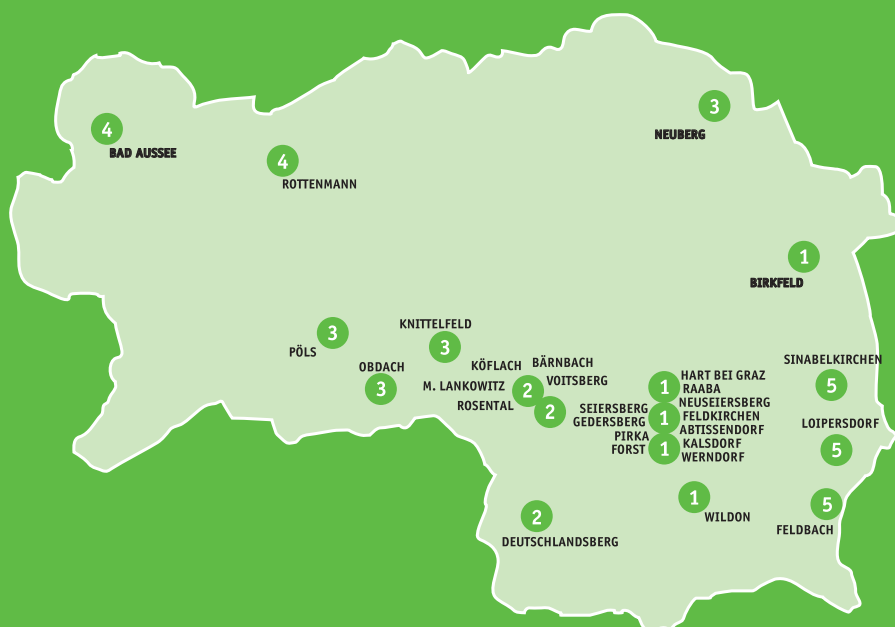 3
NEUBERG
4
BAD AUSSEE
4
ROTTENMANN
1
BIRKFELD
3
PÖLS
KNITTELFELD
3
OBDACH
3
KÖFLACH
BÄRNBACH
M. LANKOWITZ
VOITSBERG
ROSENTAL
2
2
SEIERSBERG
GEDERSBERG
PIRKA
FORST
1
1
1
HART BEI GRAZ
RAABA
NEUSEIERSBERG
FELDKIRCHEN
ABTISSENDORF
KALSDORF
WERNDORF
SINABELKIRCHEN
5
LOIPERSDORF
5
1
WILDON
5
FELDBACH
2
DEUTSCHLANDSBERG